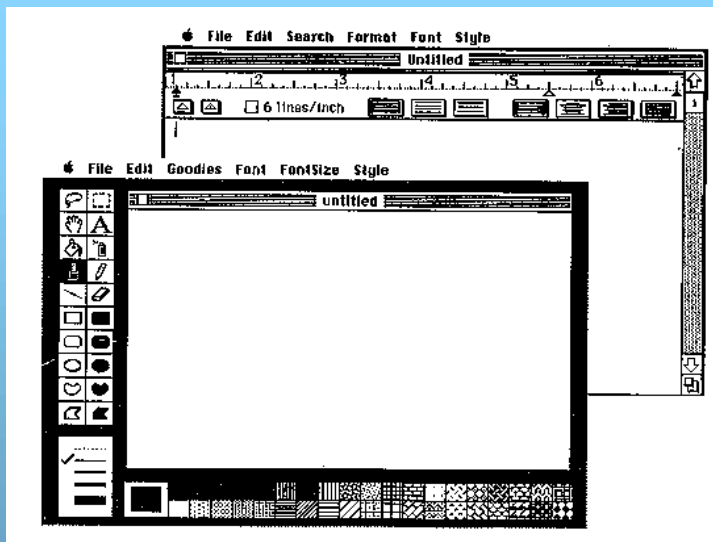 File Edit Search Format Font Style
Untitled
1 2 3 4 5 6
6 lines/inch
File Edit Goodies Font FontSize Style
untitled
A